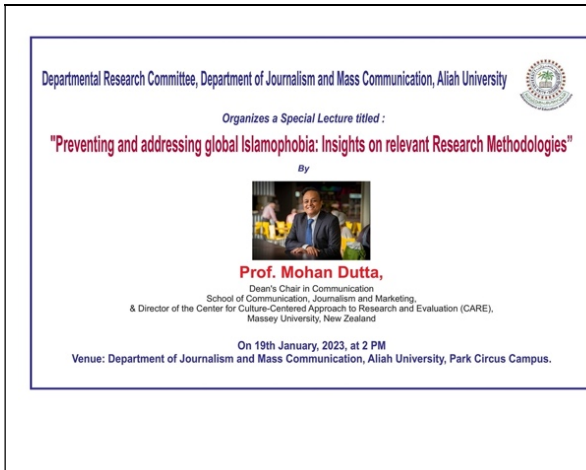 Departmental Research Committee, Department of Journalism and Mass Communication, Aliah University
Organizes a Special Lecture titled :
"Preventing and addressing global Islamophobia: Insights on relevant Research Methodologies”
By
Prof. Mohan Dutta,
Dean's Chair in Communication
School of Communication, Journalism and Marketing,
& Director of the Center for Culture-Centered Approach to Research and Evaluation (CARE),
Massey University, New Zealand
On 19th January, 2023, at 2 PM
Venue: Department of Journalism and Mass Communication, Aliah University, Park Circus Campus.